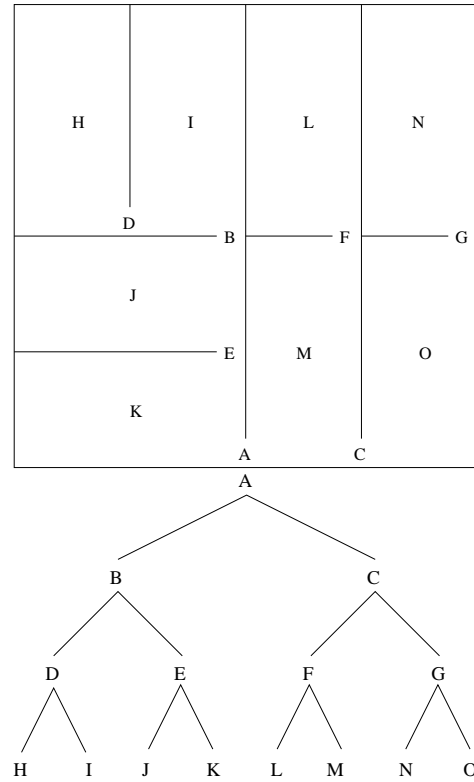 H I L N
D
B F G
J
E M O
K
A C
A
B C
D E F G
H I J K L M N O